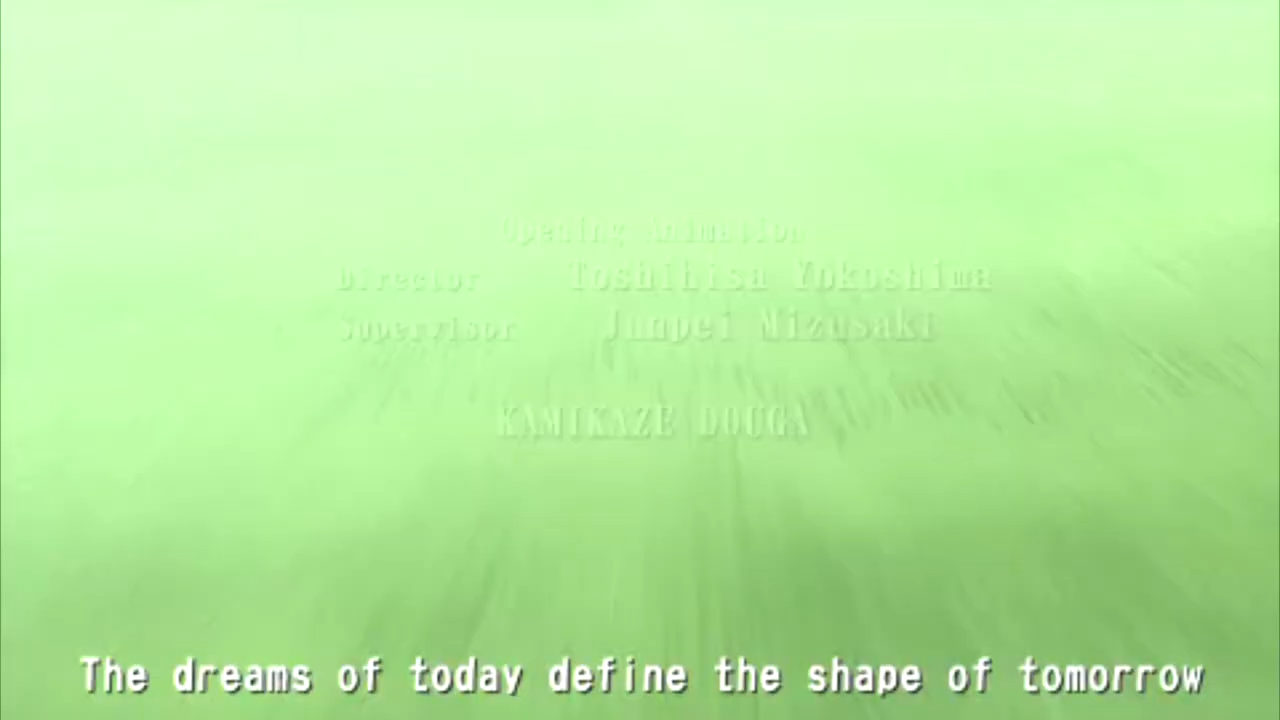 Opening Animation
Director Toshihisa Yokoshima
Supervisor Junpei Mizusaki
KAMIKAZE DOUGA
The dreams of today define the shape of tomorrow